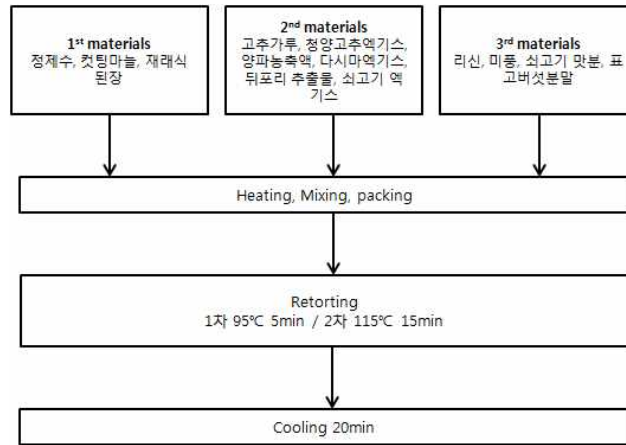 1st materials
정제수, 컷팅마늘, 재래식
된장
2nd materials
고추가루, 청양고추엑기스,
양파농축액, 다시마엑기스,
뒤포리 추출물, 쇠고기 엑
기스
3rd materials
리신, 미풍, 쇠고기 맛분, 표
고버섯분말
Heating, Mixing, packing
Retorting
1차 95℃ 5min / 2차 115℃ 15min
Cooling 20min